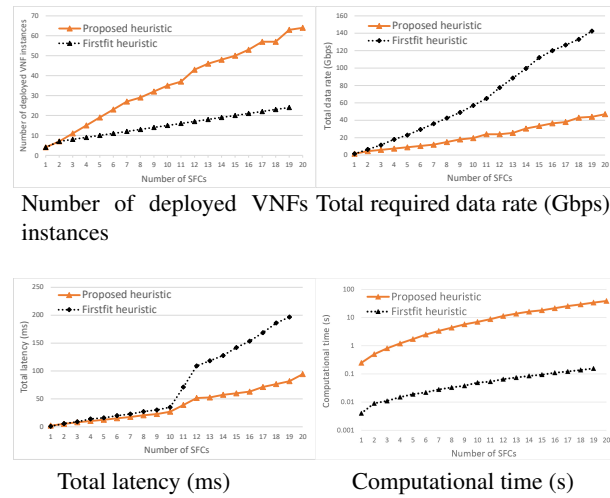 Proposed heuristic
Firstfit heuristic
Number of deployed VNF instances
70
60
50
40
30
20
10
0
1 2 3 4 5 6 7 8 9 10 11 12 13 14 15 16 17 18 19 20
Number of SFCs
Proposed heuristic
Firstfit heuristic
Total data rate (Gbps)
160
140
120
100
80
60
40
20
0
1 2 3 4 5 6 7 8 9 10 11 12 13 14 15 16 17 18 19 20
Number of SFCs
Number of deployed VNFs instances
Total required data rate (Gbps)
Proposed heuristic
Firstfit heuristic
Total latency (ms)
250
200
150
100
50
0
1 2 3 4 5 6 7 8 9 10 11 12 13 14 15 16 17 18 19 20
Number of SFCs
Proposed heuristic
Firstfit heuristic
Computational time (s)
100
10
1
0.1
0.01
0.001
1 2 3 4 5 6 7 8 9 10 11 12 13 14 15 16 17 18 19 20
Number of SFCs
Total latency (ms)
Computational time (s)